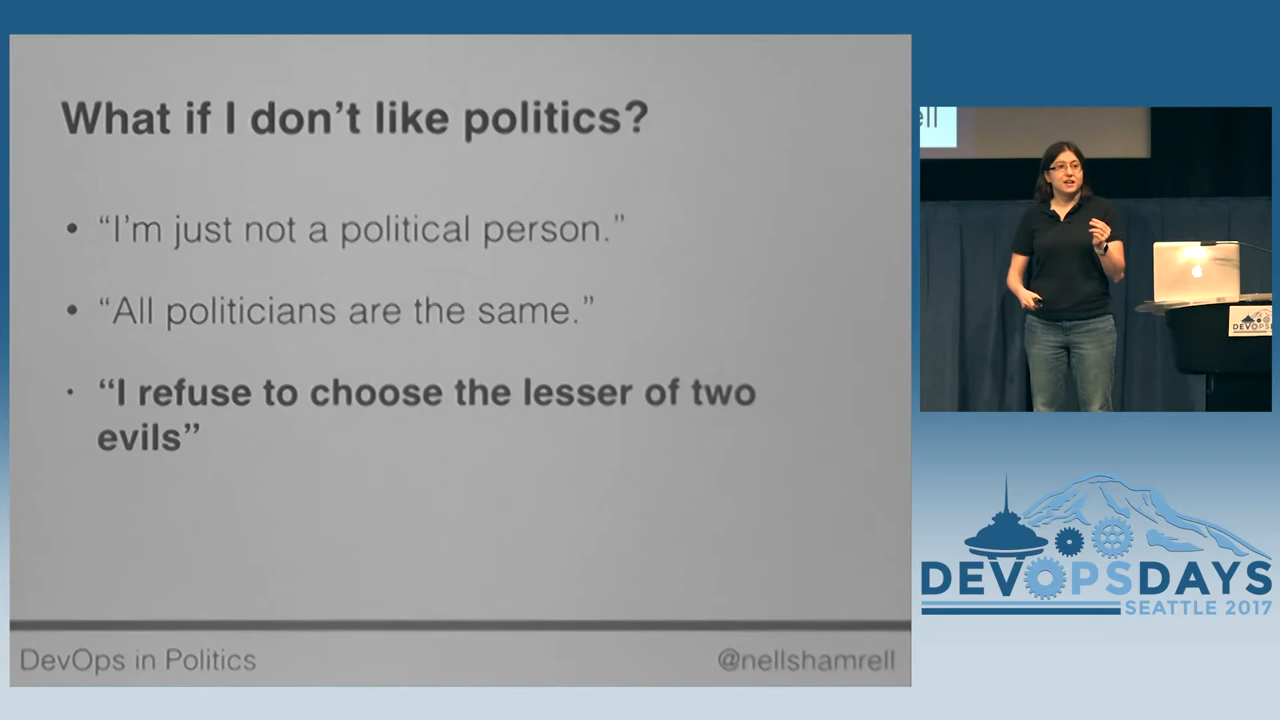 What if I don't like politics?
• “I'm just not a political person.”
• “All politicians are the same.”
• “I refuse to choose the lesser of two
evils”
DevOps in Politics
@nellshamrell
ell
DEVOPSDAYS
SEATTLE 2017